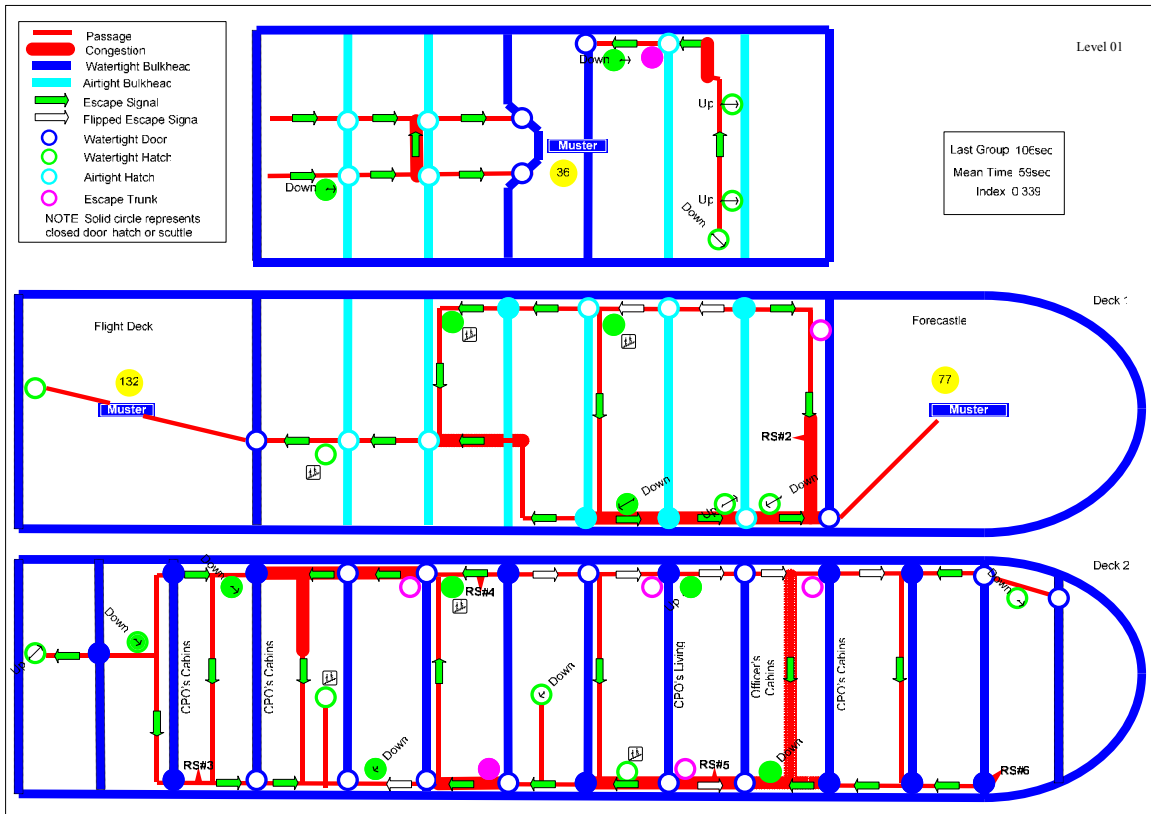 Level 01
Passage
Congestion
Watertight Bulkheac
Airtight Bulkheac
Escape Signal
Flipped Escape Signa
Watertight Door
Watertight Hatch
Airtight Hatch
Escape Trunk
NOTE Solid circle represents
closed door hatch or scuttle
Down
Up
Muster
36
Down
Up
Down
Last Group 106sec
Mean Time 59sec
Index 0 339
Deck 1
Flight Deck
Forecastle
132
Muster
77
Muster
RS#2
Down
Up
Down
Deck 2
Down
Down
Down
RS#4
Up
Up
CPO's Cabins
CPO's Cabins
CPO's Living
Officer's
Cabins
CPO's Cabins
Down
Down
Down
RS#3
RS#5
RS#6